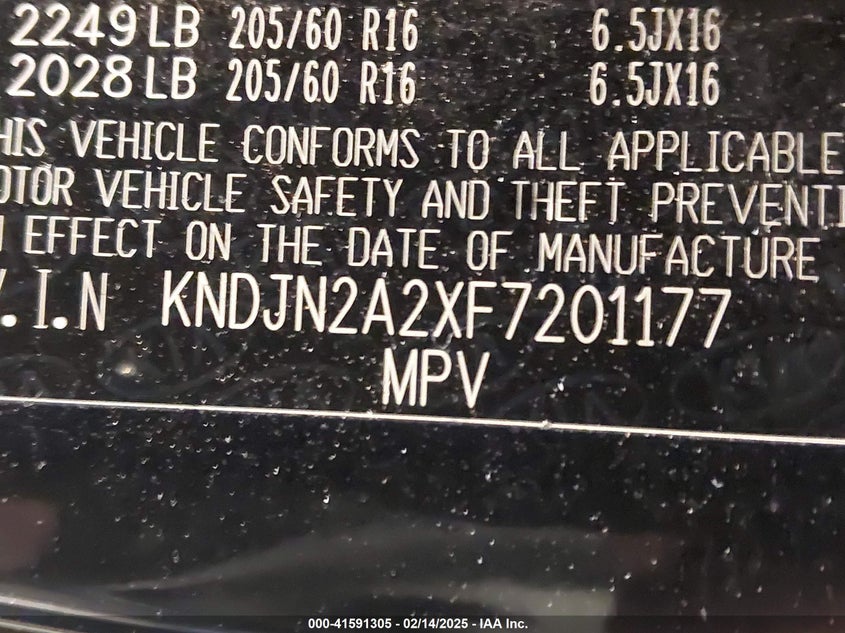 2249 LB 205/60 R16 6.5JX16
2028 LB 205/60 R16 6.5JX16
HIS VEHICLE CONFORMS TO ALL APPLICABLE
OTOR VEHICLE SAFETY AND THEFT PREVENTI
N EFFECT ON THE DATE OF MANUFACTURE
V.I.N KNDJN2A2XF7201177
MPV
000-41591305 - 02/14/2025 - IAA Inc.